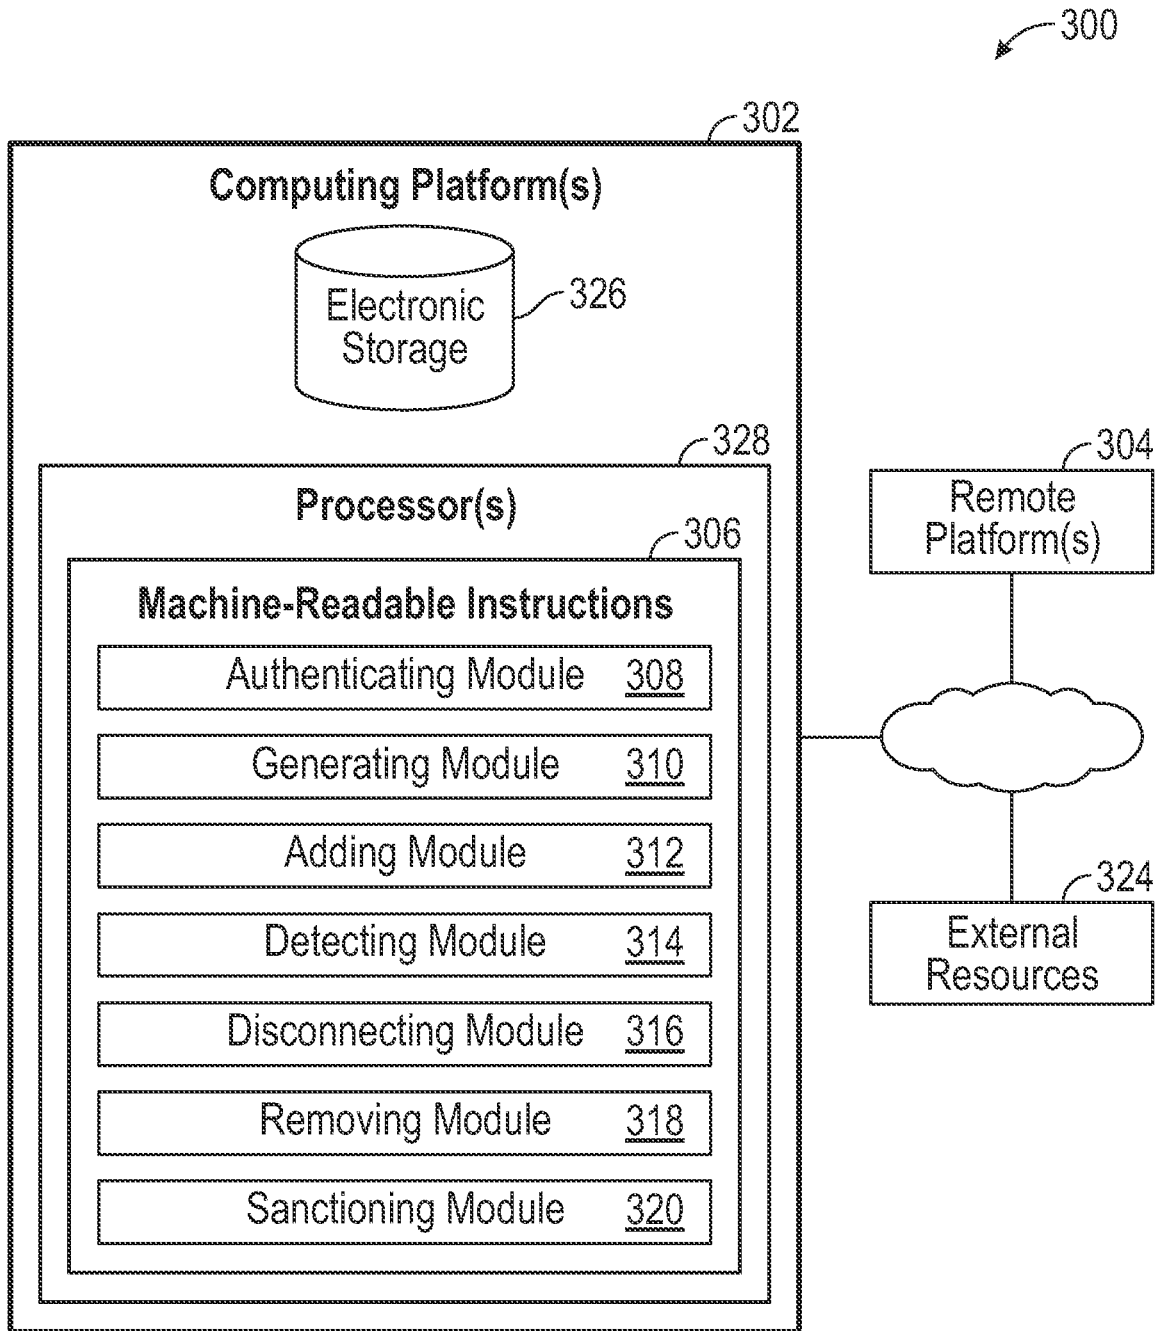 300
302
Computing Platform(s)
Electronic
Storage
326
328
Processor(s)
306
Machine-Readable Instructions
Authenticating Module 308
Generating Module 310
Adding Module 312
Detecting Module 314
Disconnecting Module 316
Removing Module 318
Sanctioning Module 320
304
Remote
Platform(s)
324
External
Resources